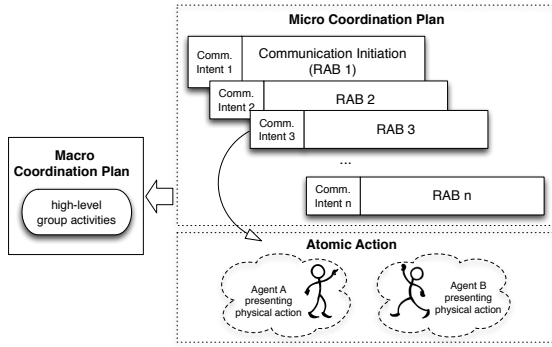 Micro Coordination Plan
Comm.
Intent 1
Communication Initiation
(RAB 1)
Comm.
Intent 2
RAB 2
Comm.
Intent 3
RAB 3
...
Comm.
Intent n
RAB n
Macro
Coordination Plan
high-level
group activities
Atomic Action
Agent A
presenting
physical action
Agent B
presenting
physical action